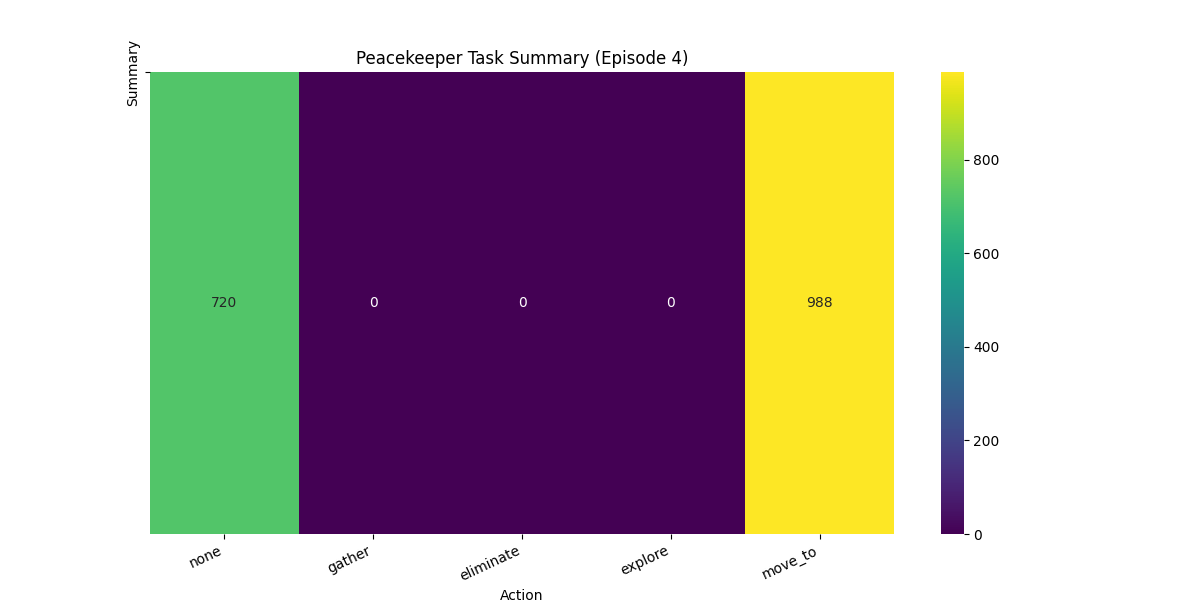 Peacekeeper Task Summary (Episode 4)
Summary
720 0 0 0 988
none gather eliminate explore move_to
Action
800
600
400
200
0